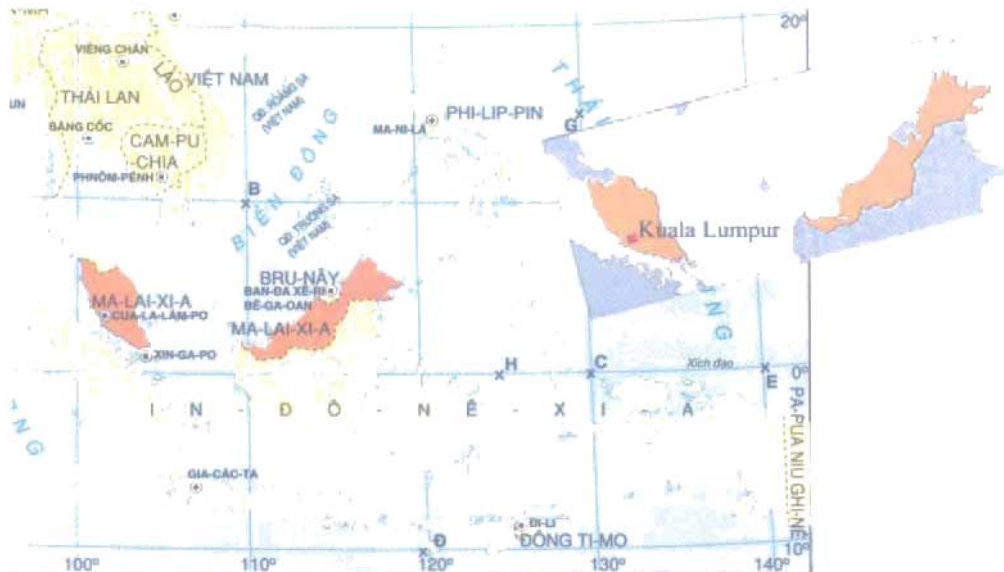 20°
VIÊNG CHĂN
LÀO
VIỆT NAM
THÁI LAN
QĐ. HOÀNG SA
(VIỆT NAM)
PHI-LIP-PIN
MA-NI-LA
G
BĂNG CỐC
CAM-PU
CHIA
PHNÔM-PÊNH
B
BIỂN ĐÔNG
QĐ. TRƯỜNG SA
(VIỆT NAM)
Kuala Lumpur
BRU-NÂY
BAN-ĐA XÊ-RI
BÊ-GA-OAN
MA-LAI-XI-A
CUA-LA-LĂM-PO
MA-LAI-XI-A
XIN-GA-PO
H
C
Xích đạo
E
0°
IN-ĐÔ-NÊ-XI-A
PA-PUA NIU GHI-NÊ
GIA-CÁC-TA
ĐI-LI
Đ
ĐÔNG TI-MO
10°
100°
110°
120°
130°
140°